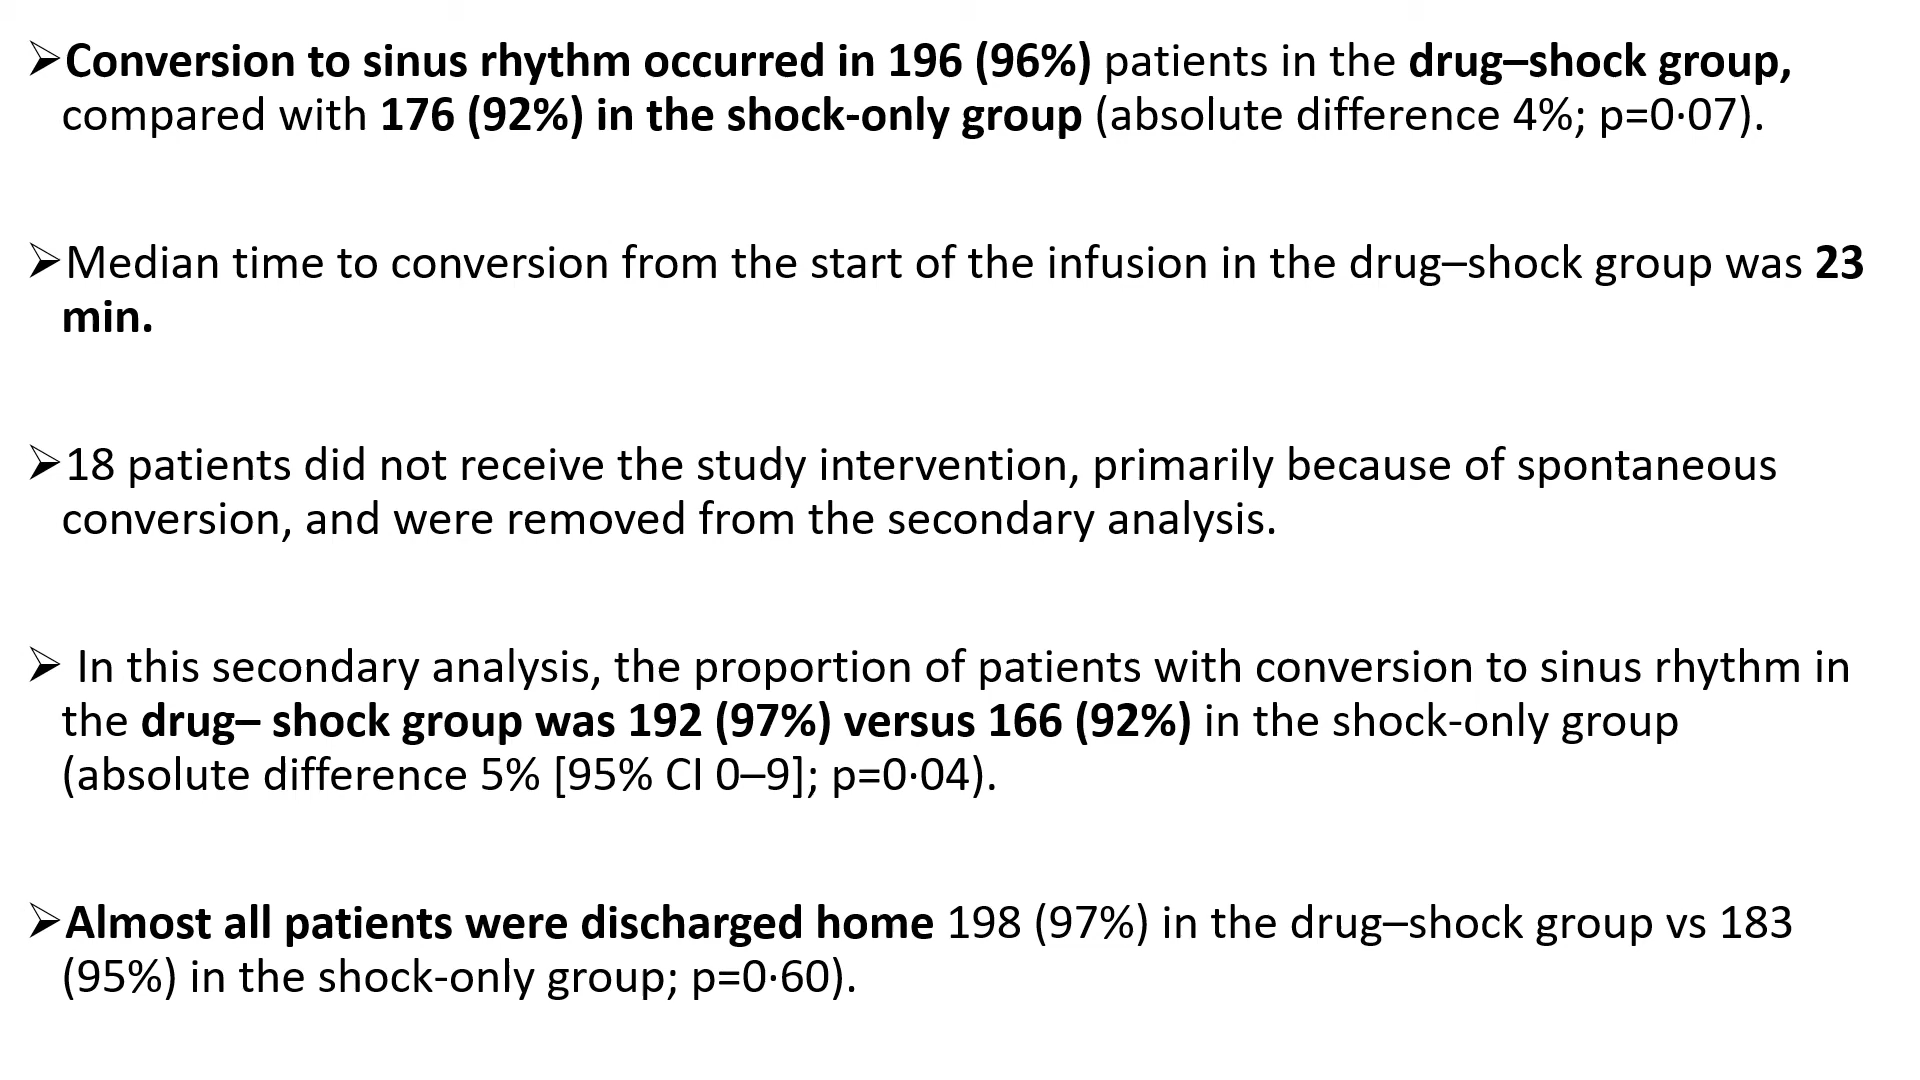 ➢Conversion to sinus rhythm occurred in 196 (96%) patients in the drug–shock group,
compared with 176 (92%) in the shock-only group (absolute difference 4%; p=0·07).
➢Median time to conversion from the start of the infusion in the drug–shock group was 23
min.
➢18 patients did not receive the study intervention, primarily because of spontaneous
conversion, and were removed from the secondary analysis.
➢ In this secondary analysis, the proportion of patients with conversion to sinus rhythm in
the drug– shock group was 192 (97%) versus 166 (92%) in the shock-only group
(absolute difference 5% [95% CI 0–9]; p=0·04).
➢Almost all patients were discharged home 198 (97%) in the drug–shock group vs 183
(95%) in the shock-only group; p=0·60).